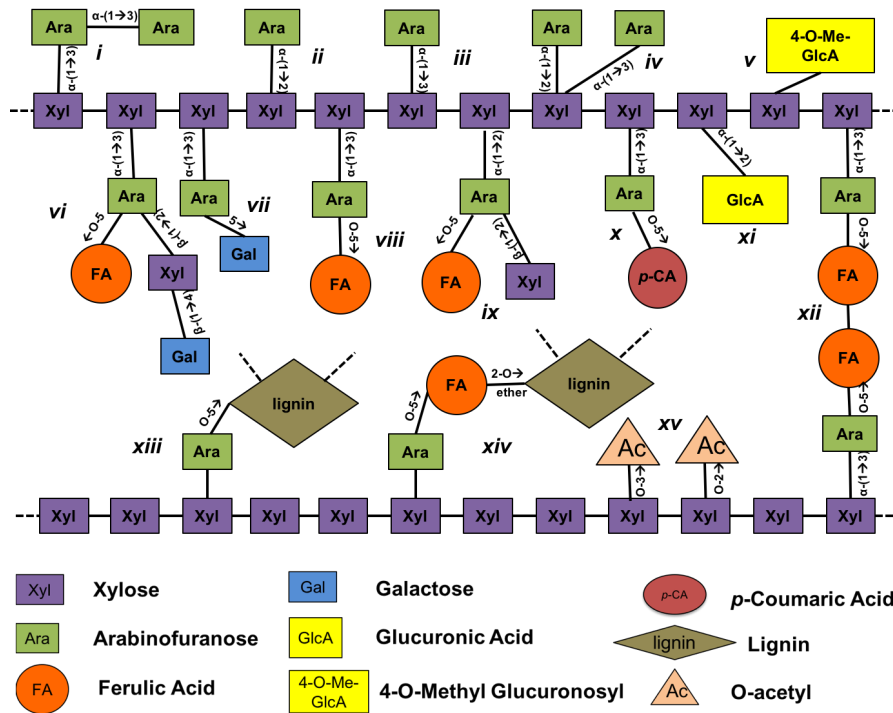 α-(1→3)
Ara Ara Ara Ara Ara Ara 4-O-Me-
GlcA
i ii iii iv v
α-(1→3) α-(1→2) α-(1→3) α-(1→2) α-(1→3)
Xyl Xyl Xyl Xyl Xyl Xyl Xyl Xyl Xyl Xyl Xyl Xyl
α-(1→3) α-(1→3) α-(1→3) α-(1→2) α-(1→3) α-(1→2) α-(1→3)
Ara Ara Ara Ara Ara GlcA Ara
vi vii viii ix x xi xii
←O-5 β-(1→2) 5→ O-5→ ←O-5 β-(1→2) O-5→ O-5→
FA Xyl Gal FA FA Xyl p-CA FA
β-(1→4)
Gal
FA
2-O→
ether
lignin FA lignin
O-5→ O-5→ O-5→
xiii xiv xv
Ara Ara Ac Ac Ara
O-3→ O-2→ α-(1→3)
Xyl Xyl Xyl Xyl Xyl Xyl Xyl Xyl Xyl Xyl Xyl Xyl
Xyl Xylose Gal Galactose p-CA p-Coumaric Acid
Ara Arabinofuranose GlcA Glucuronic Acid lignin Lignin
FA Ferulic Acid 4-O-Me-
GlcA 4-O-Methyl Glucuronosyl Ac O-acetyl